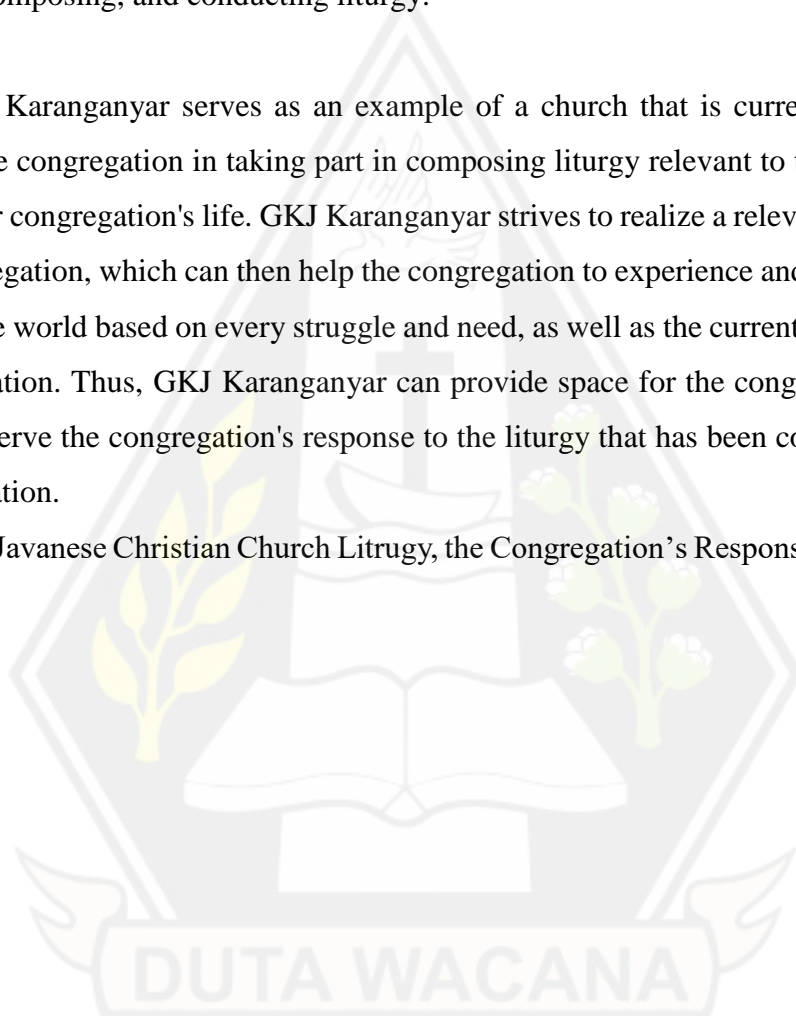 omposing, and conducting liturgy.
Karanganyar serves as an example of a church that is curre
e congregation in taking part in composing liturgy relevant to t
r congregation's life. GKJ Karanganyar strives to realize a relev
egation, which can then help the congregation to experience and
e world based on every struggle and need, as well as the current
ation. Thus, GKJ Karanganyar can provide space for the cong
serve the congregation's response to the liturgy that has been co
ation.
Javanese Christian Church Litrugy, the Congregation’s Respons
DUTA WACANA